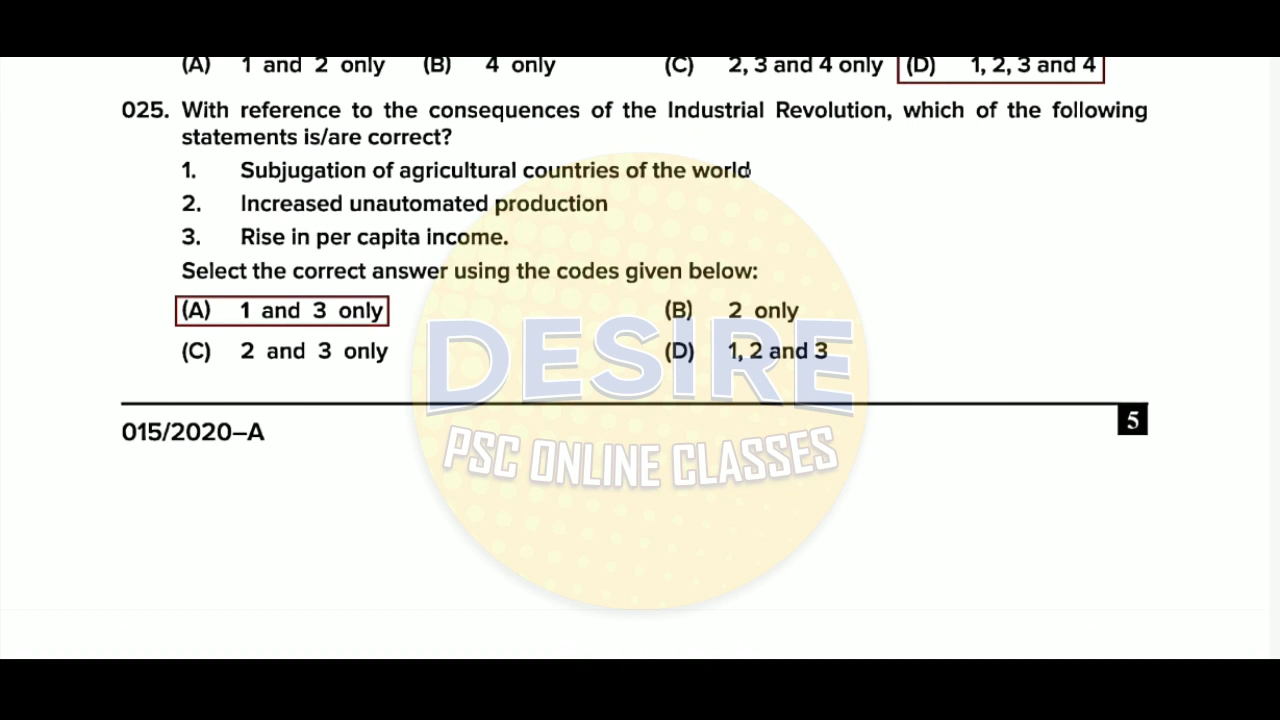 (A) 1 and 2 only (B) 4 only (C) 2, 3 and 4 only (D) 1, 2, 3 and 4
025. With reference to the consequences of the Industrial Revolution, which of the following
statements is/are correct?
1. Subjugation of agricultural countries of the world
2. Increased unautomated production
3. Rise in per capita income.
Select the correct answer using the codes given below:
(A) 1 and 3 only (B) 2 only
(C) 2 and 3 only (D) 1, 2 and 3
DESIRE
PSC ONLINE CLASSES
015/2020–A 5